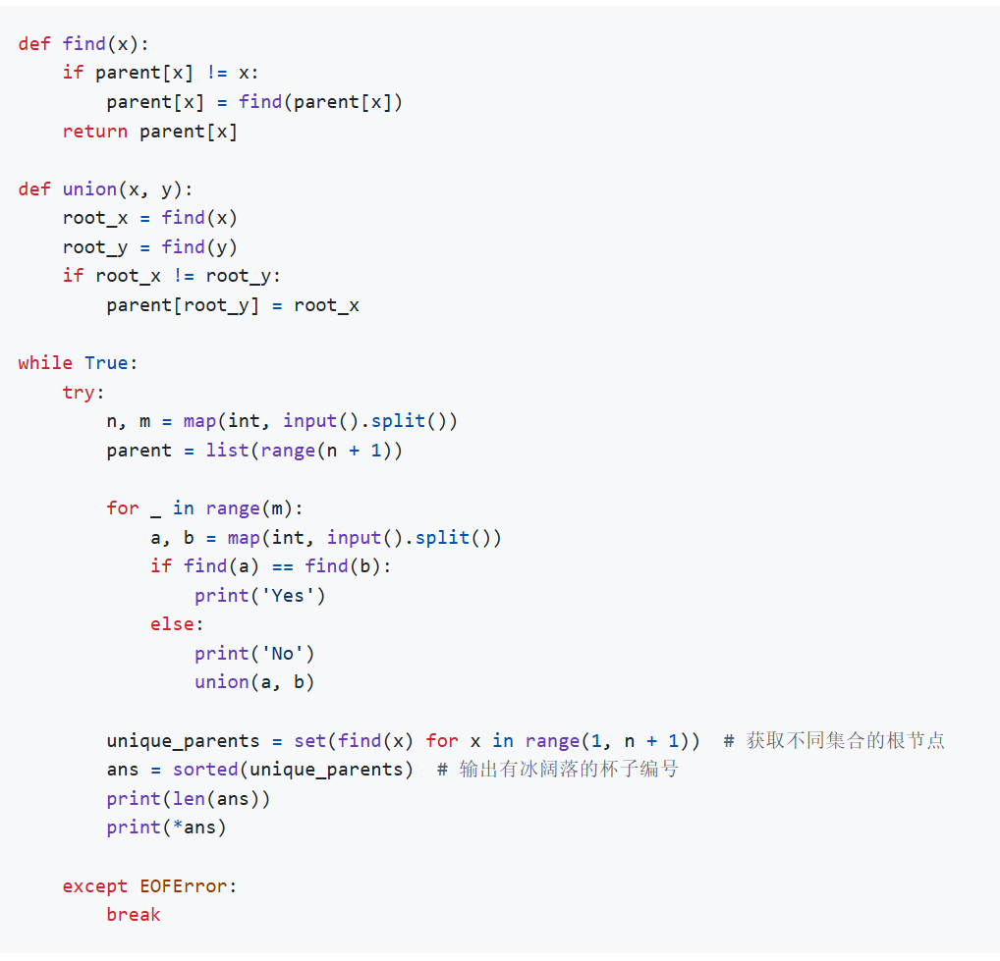 def find(x):
    if parent[x] != x:
        parent[x] = find(parent[x])
    return parent[x]

def union(x, y):
    root_x = find(x)
    root_y = find(y)
    if root_x != root_y:
        parent[root_y] = root_x

while True:
    try:
        n, m = map(int, input().split())
        parent = list(range(n + 1))

        for _ in range(m):
            a, b = map(int, input().split())
            if find(a) == find(b):
                print('Yes')
            else:
                print('No')
                union(a, b)

        unique_parents = set(find(x) for x in range(1, n + 1))  # 获取不同集合的根节点
        ans = sorted(unique_parents)  # 输出有冰阔落的杯子编号
        print(len(ans))
        print(*ans)

    except EOFError:
        break